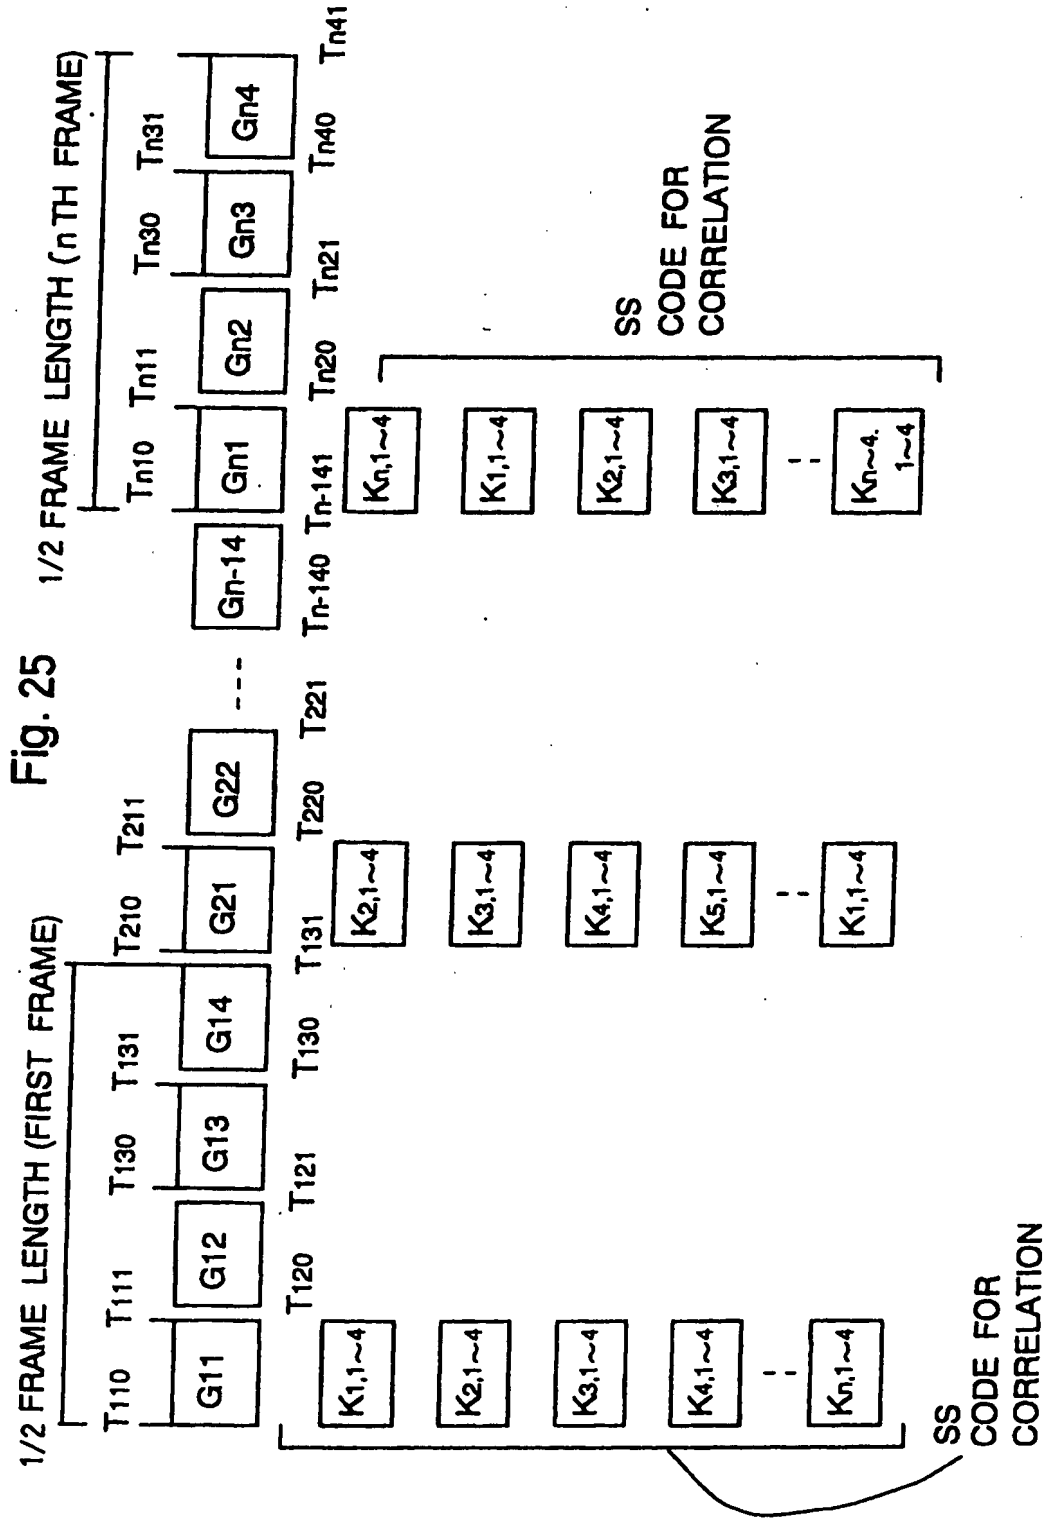 Fig. 25
1/2 FRAME LENGTH (FIRST FRAME)
1/2 FRAME LENGTH (n TH FRAME)
T110 T111 T130 T131 T210 T211 Tn10 Tn11 Tn30 Tn31
G11 G12 G13 G14 G21 G22 --- Gn-14 Gn1 Gn2 Gn3 Gn4
T120 T121 T130 T131 T220 T221 Tn-140 Tn-141 Tn20 Tn21 Tn40 Tn41
K1,1~4 K2,1~4 Kn,1~4
K2,1~4 K3,1~4 K1,1~4
K3,1~4 K4,1~4 K2,1~4
K4,1~4 K5,1~4 K3,1~4
-- -- --
Kn,1~4 K1,1~4 Kn~4.
1~4
SS
CODE FOR
CORRELATION
SS
CODE FOR
CORRELATION